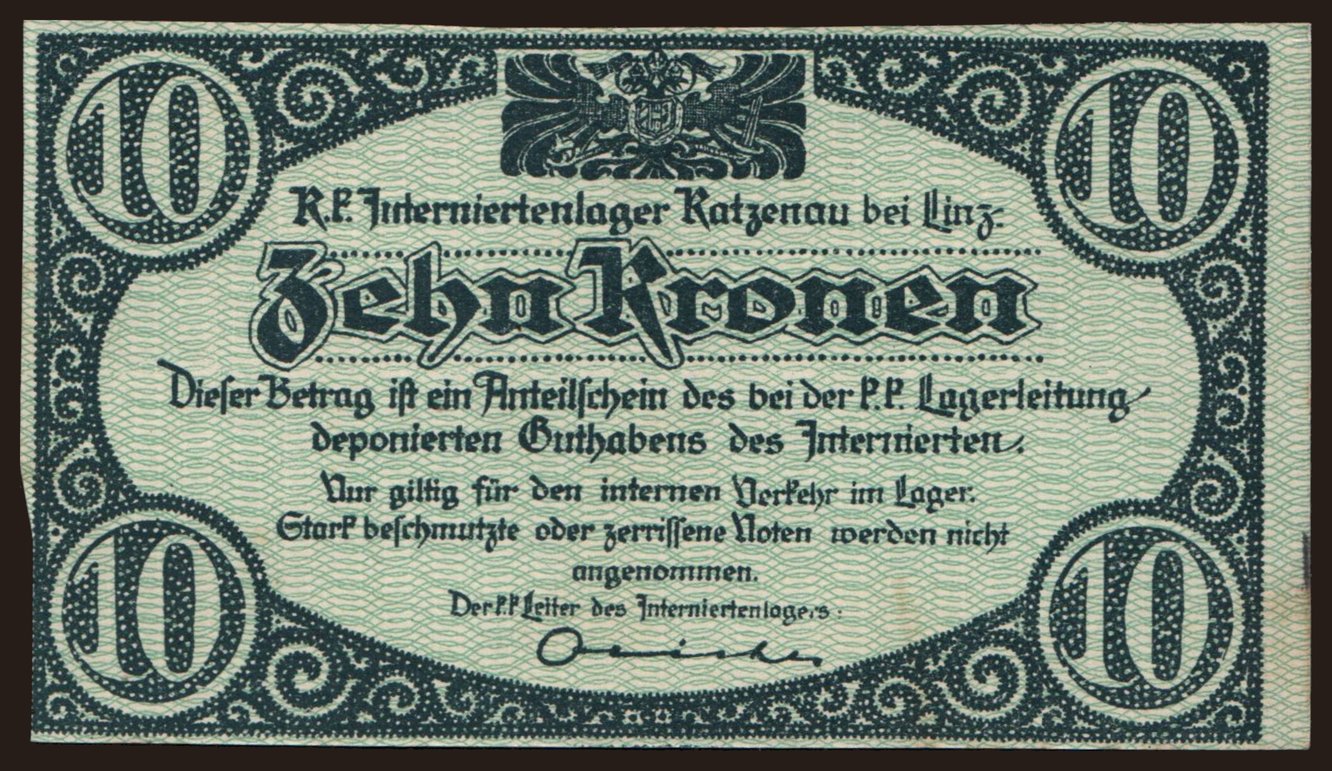 10 10
K.k. Interniertenlager Katzenau bei Linz.
Zehn Kronen
Dieser Betrag ist ein Anteilschein des bei der k.k. Lagerleitung
deponierten Guthabens des Internierten.
Nur giltig für den internen Verkehr im Lager.
Stark beschmutzte oder zerrissene Noten werden nicht
angenommen.
Der k.k Leiter des Interniertenlagers:
10 10